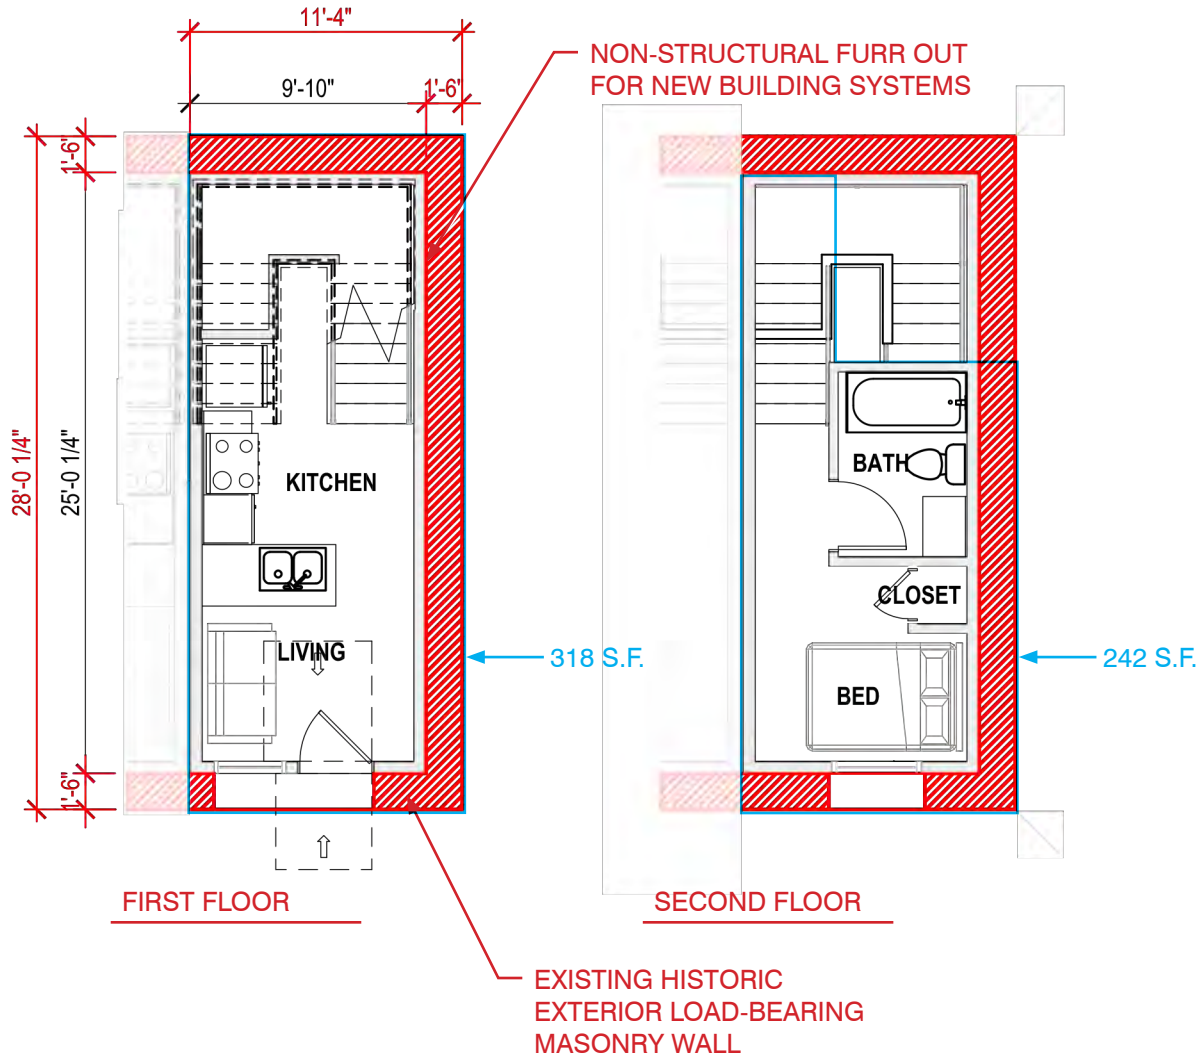 11'-4"
NON-STRUCTURAL FURR OUT
FOR NEW BUILDING SYSTEMS
9'-10"
1'-6"
1'-6"
28'-0 1/4"
25'-0 1/4"
1'-6"
KITCHEN
LIVING
318 S.F.
BATH
CLOSET
BED
242 S.F.
FIRST FLOOR
SECOND FLOOR
EXISTING HISTORIC
EXTERIOR LOAD-BEARING
MASONRY WALL